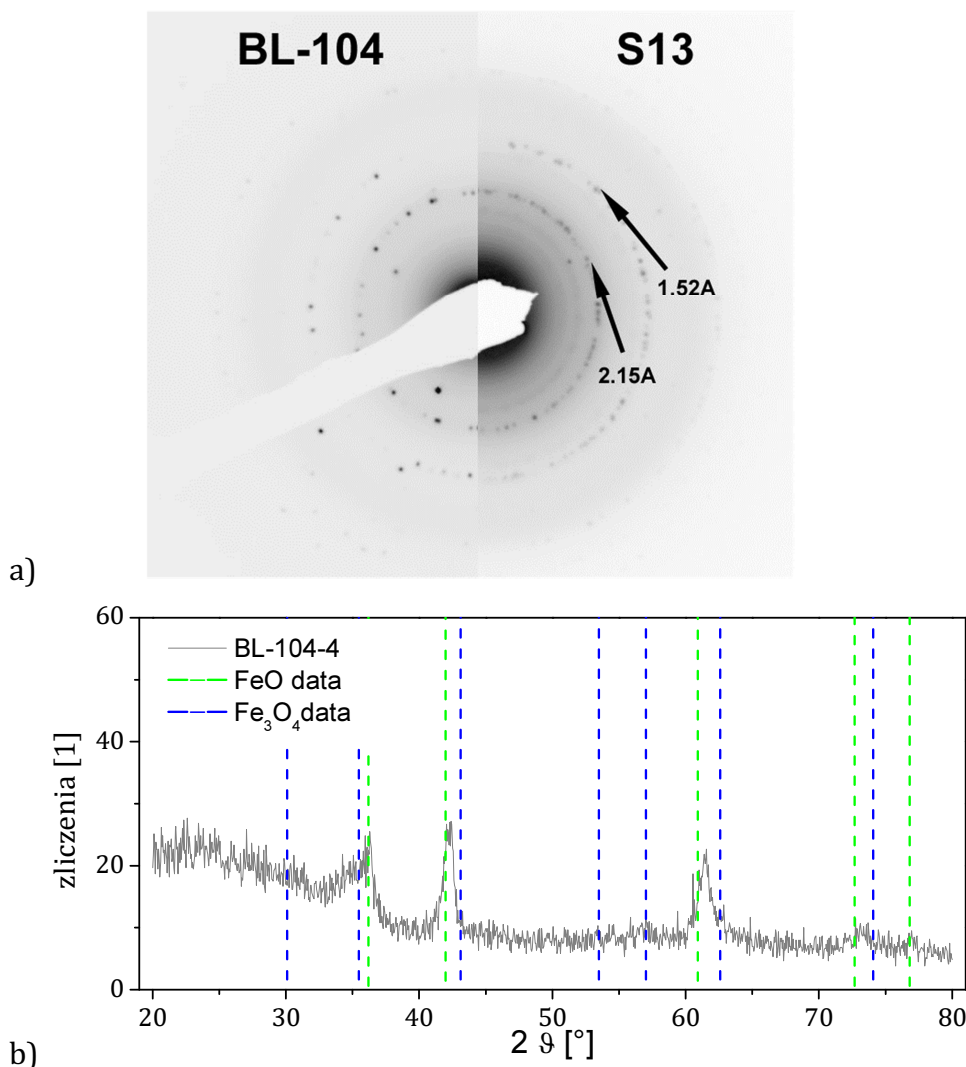 BL-104 S13
1.52A
2.15A
a)
60
BL-104-4
FeO data
Fe₃O₄data
40
zliczenia [1]
20
0
20 30 40 50 60 70 80
2 ϑ [°]
b)